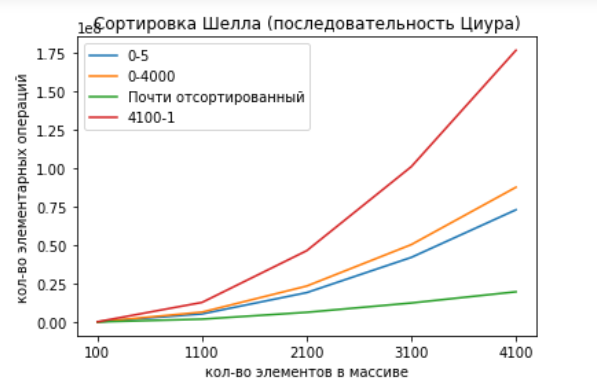 Сортировка Шелла (последовательность Циура)
1e8
0-5
0-4000
Почти отсортированный
4100-1
1.75
1.50
1.25
1.00
0.75
0.50
0.25
0.00
кол-во элементарных операций
100 1100 2100 3100 4100
кол-во элементов в массиве